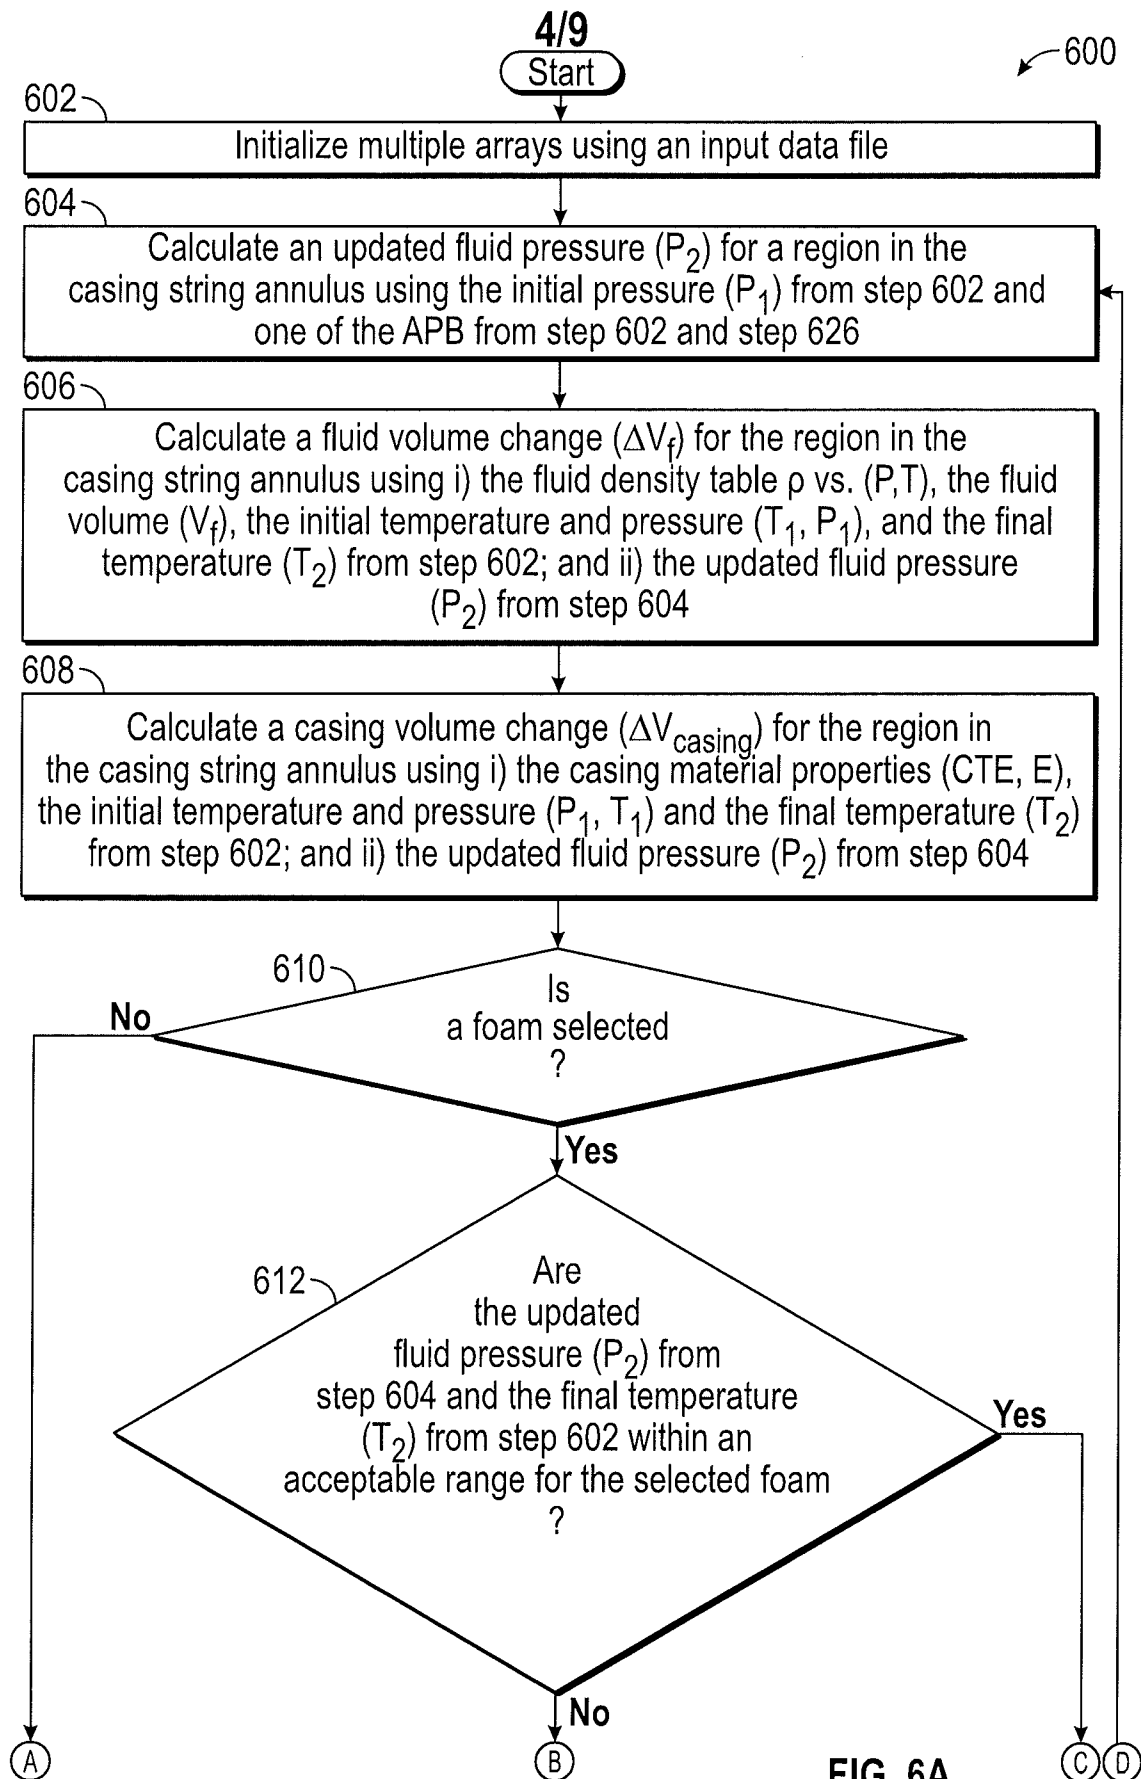 4/9
Start
600
602
Initialize multiple arrays using an input data file
604
Calculate an updated fluid pressure (P2) for a region in the
casing string annulus using the initial pressure (P1) from step 602 and
one of the APB from step 602 and step 626
606
Calculate a fluid volume change (ΔVf) for the region in the
casing string annulus using i) the fluid density table ρ vs. (P,T), the fluid
volume (Vf), the initial temperature and pressure (T1, P1), and the final
temperature (T2) from step 602; and ii) the updated fluid pressure
(P2) from step 604
608
Calculate a casing volume change (ΔVcasing) for the region in
the casing string annulus using i) the casing material properties (CTE, E),
the initial temperature and pressure (P1, T1) and the final temperature (T2)
from step 602; and ii) the updated fluid pressure (P2) from step 604
610
Is
a foam selected
?
No
Yes
612
Are
the updated
fluid pressure (P2) from
step 604 and the final temperature
(T2) from step 602 within an
acceptable range for the selected foam
?
Yes
No
A
B
C
D
FIG. 6A